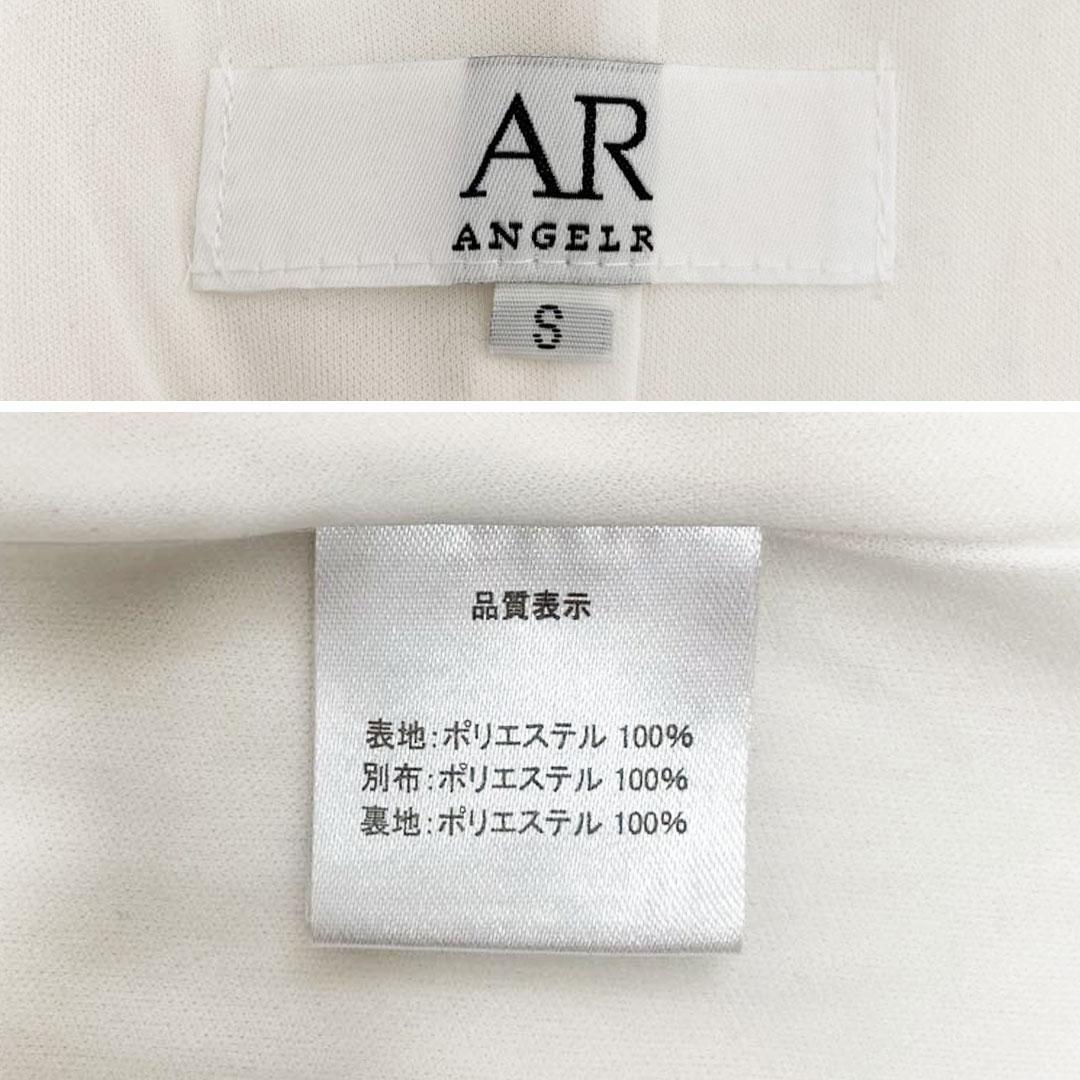 AR
ANGELR
S
品質表示
表地:ポリエステル 100%
別布:ポリエステル 100%
裏地:ポリエステル 100%